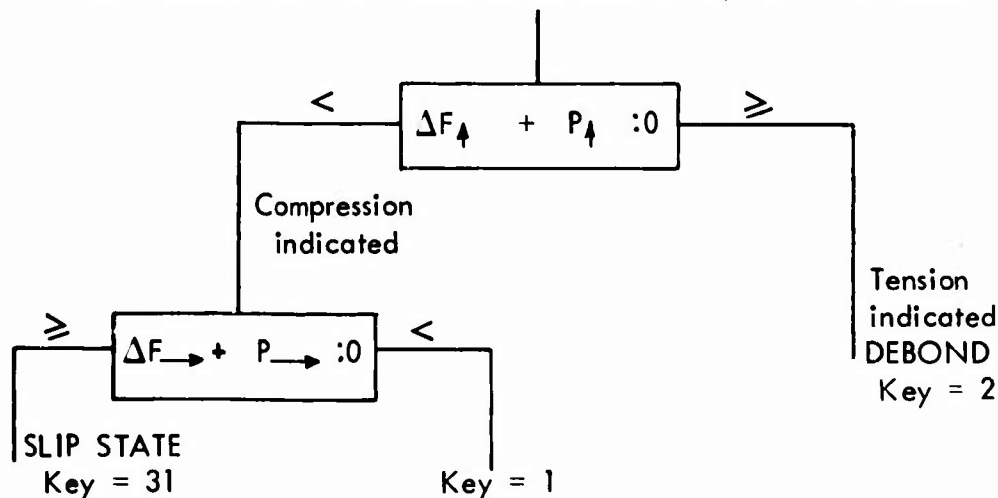 < ΔF↑ + P↑ :0 ≥
Compression
indicated
Tension
indicated
DEBOND
Key = 2
≥ ΔF→ + P→ :0 <
SLIP STATE
Key = 31
Key = 1